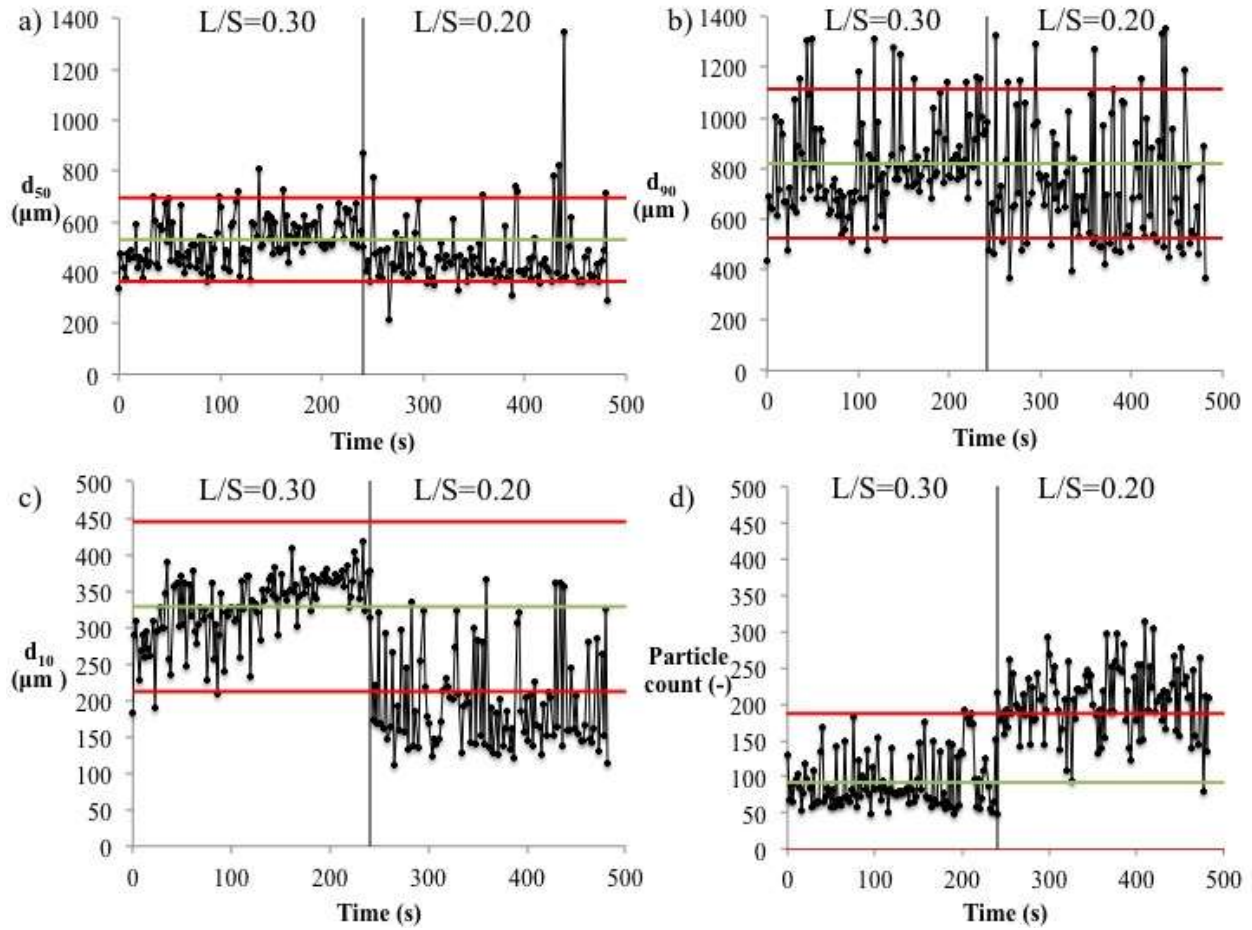 a) L/S=0.30 L/S=0.20
1400
1200
1000
800
600
400
200
0
d50
(µm)
0 100 200 300 400 500
Time (s)
b) L/S=0.30 L/S=0.20
1400
1200
1000
800
600
400
200
0
d90
(µm )
0 100 200 300 400 500
Time (s)
c) L/S=0.30 L/S=0.20
500
450
400
350
300
250
200
150
100
50
0
d10
(µm )
0 100 200 300 400 500
Time (s)
d) L/S=0.30 L/S=0.20
500
450
400
350
300
250
200
150
100
50
0
Particle
count (-)
0 100 200 300 400 500
Time (s)